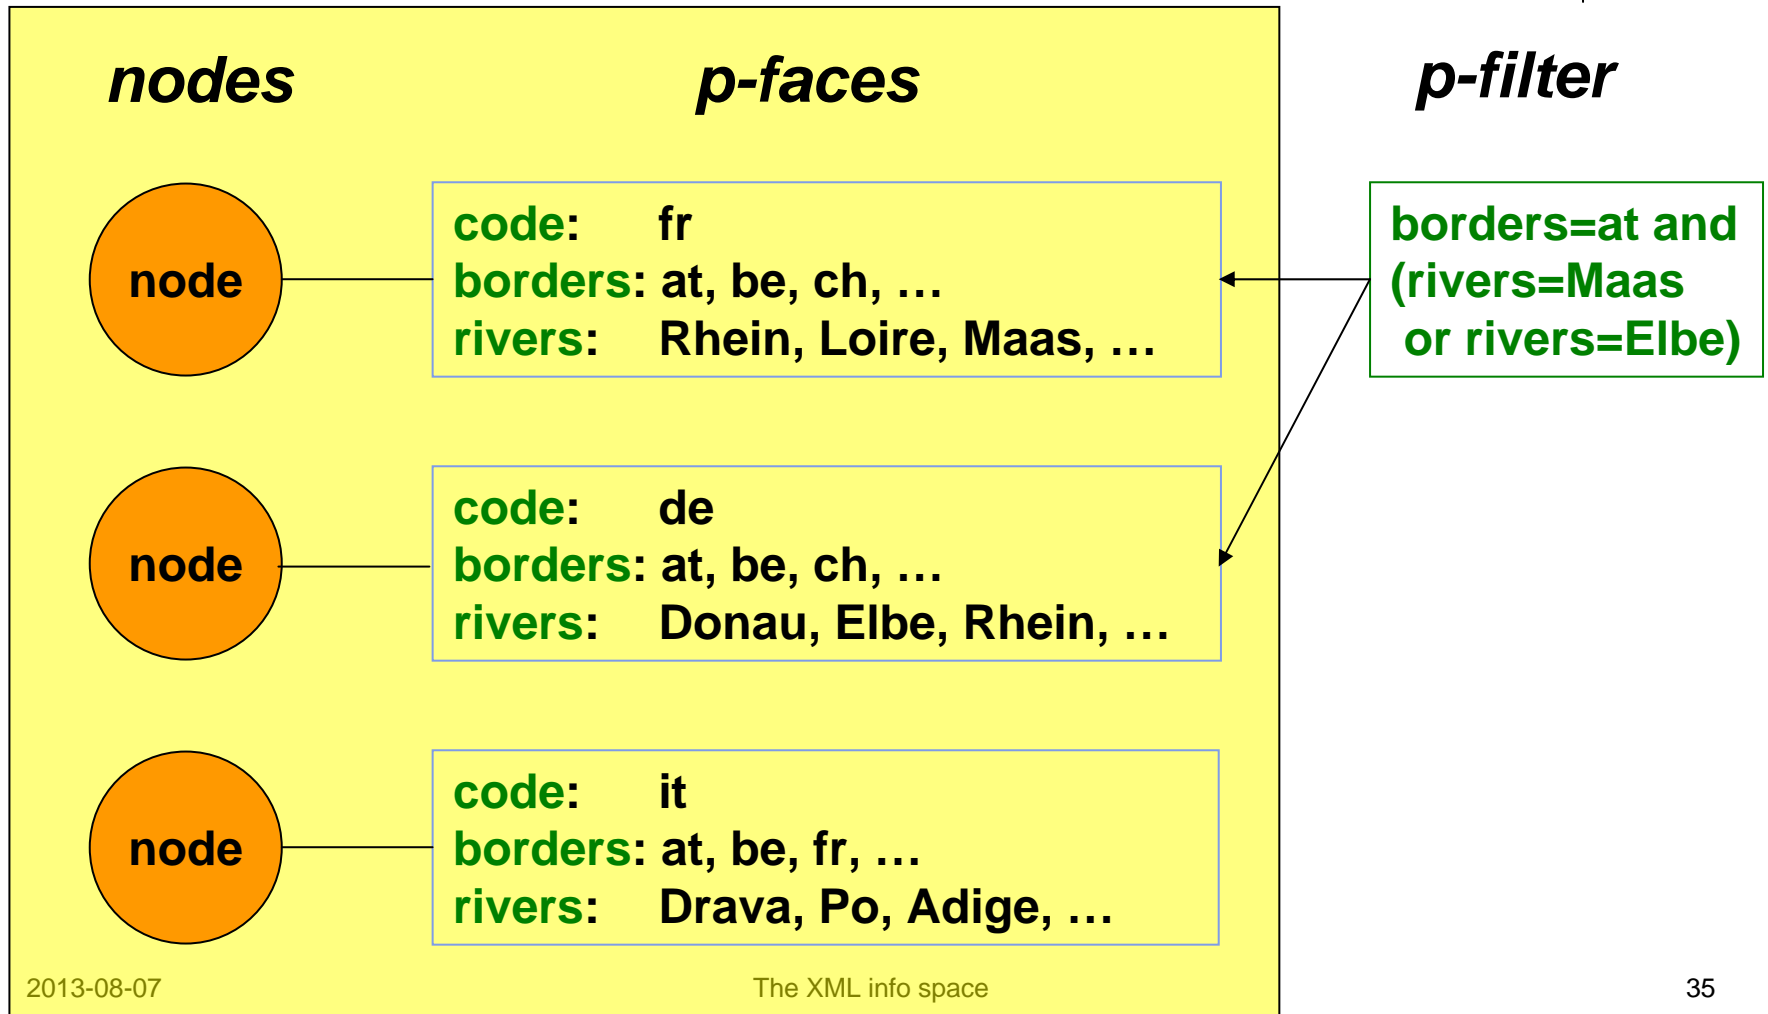 nodes p-faces p-filter
node
code: fr
borders: at, be, ch, …
rivers: Rhein, Loire, Maas, …
borders=at and
(rivers=Maas
or rivers=Elbe)
node
code: de
borders: at, be, ch, …
rivers: Donau, Elbe, Rhein, …
node
code: it
borders: at, be, fr, …
rivers: Drava, Po, Adige, …
2013-08-07 The XML info space 35